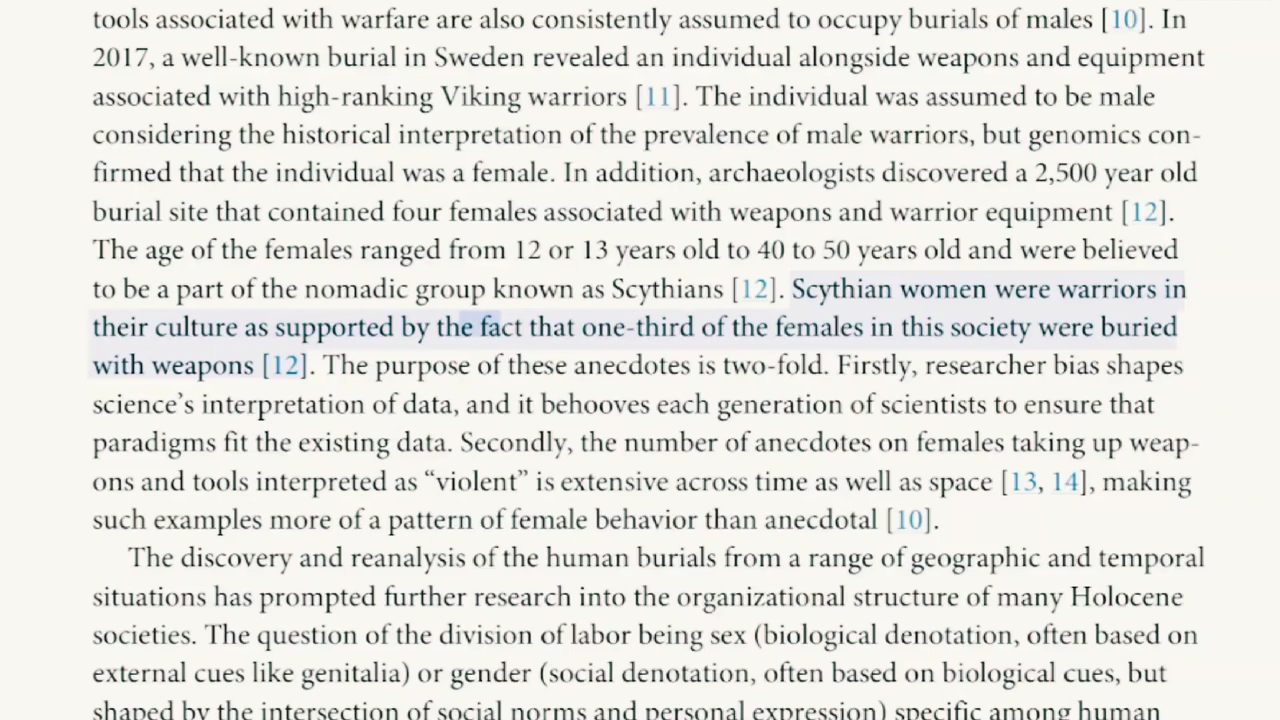 tools associated with warfare are also consistently assumed to occupy burials of males [10]. In
2017, a well-known burial in Sweden revealed an individual alongside weapons and equipment
associated with high-ranking Viking warriors [11]. The individual was assumed to be male
considering the historical interpretation of the prevalence of male warriors, but genomics con-
firmed that the individual was a female. In addition, archaeologists discovered a 2,500 year old
burial site that contained four females associated with weapons and warrior equipment [12].
The age of the females ranged from 12 or 13 years old to 40 to 50 years old and were believed
to be a part of the nomadic group known as Scythians [12]. Scythian women were warriors in
their culture as supported by the fact that one-third of the females in this society were buried
with weapons [12]. The purpose of these anecdotes is two-fold. Firstly, researcher bias shapes
science’s interpretation of data, and it behooves each generation of scientists to ensure that
paradigms fit the existing data. Secondly, the number of anecdotes on females taking up weap-
ons and tools interpreted as “violent” is extensive across time as well as space [13, 14], making
such examples more of a pattern of female behavior than anecdotal [10].
The discovery and reanalysis of the human burials from a range of geographic and temporal
situations has prompted further research into the organizational structure of many Holocene
societies. The question of the division of labor being sex (biological denotation, often based on
external cues like genitalia) or gender (social denotation, often based on biological cues, but
shaped by the intersection of social norms and personal expression) specific among human